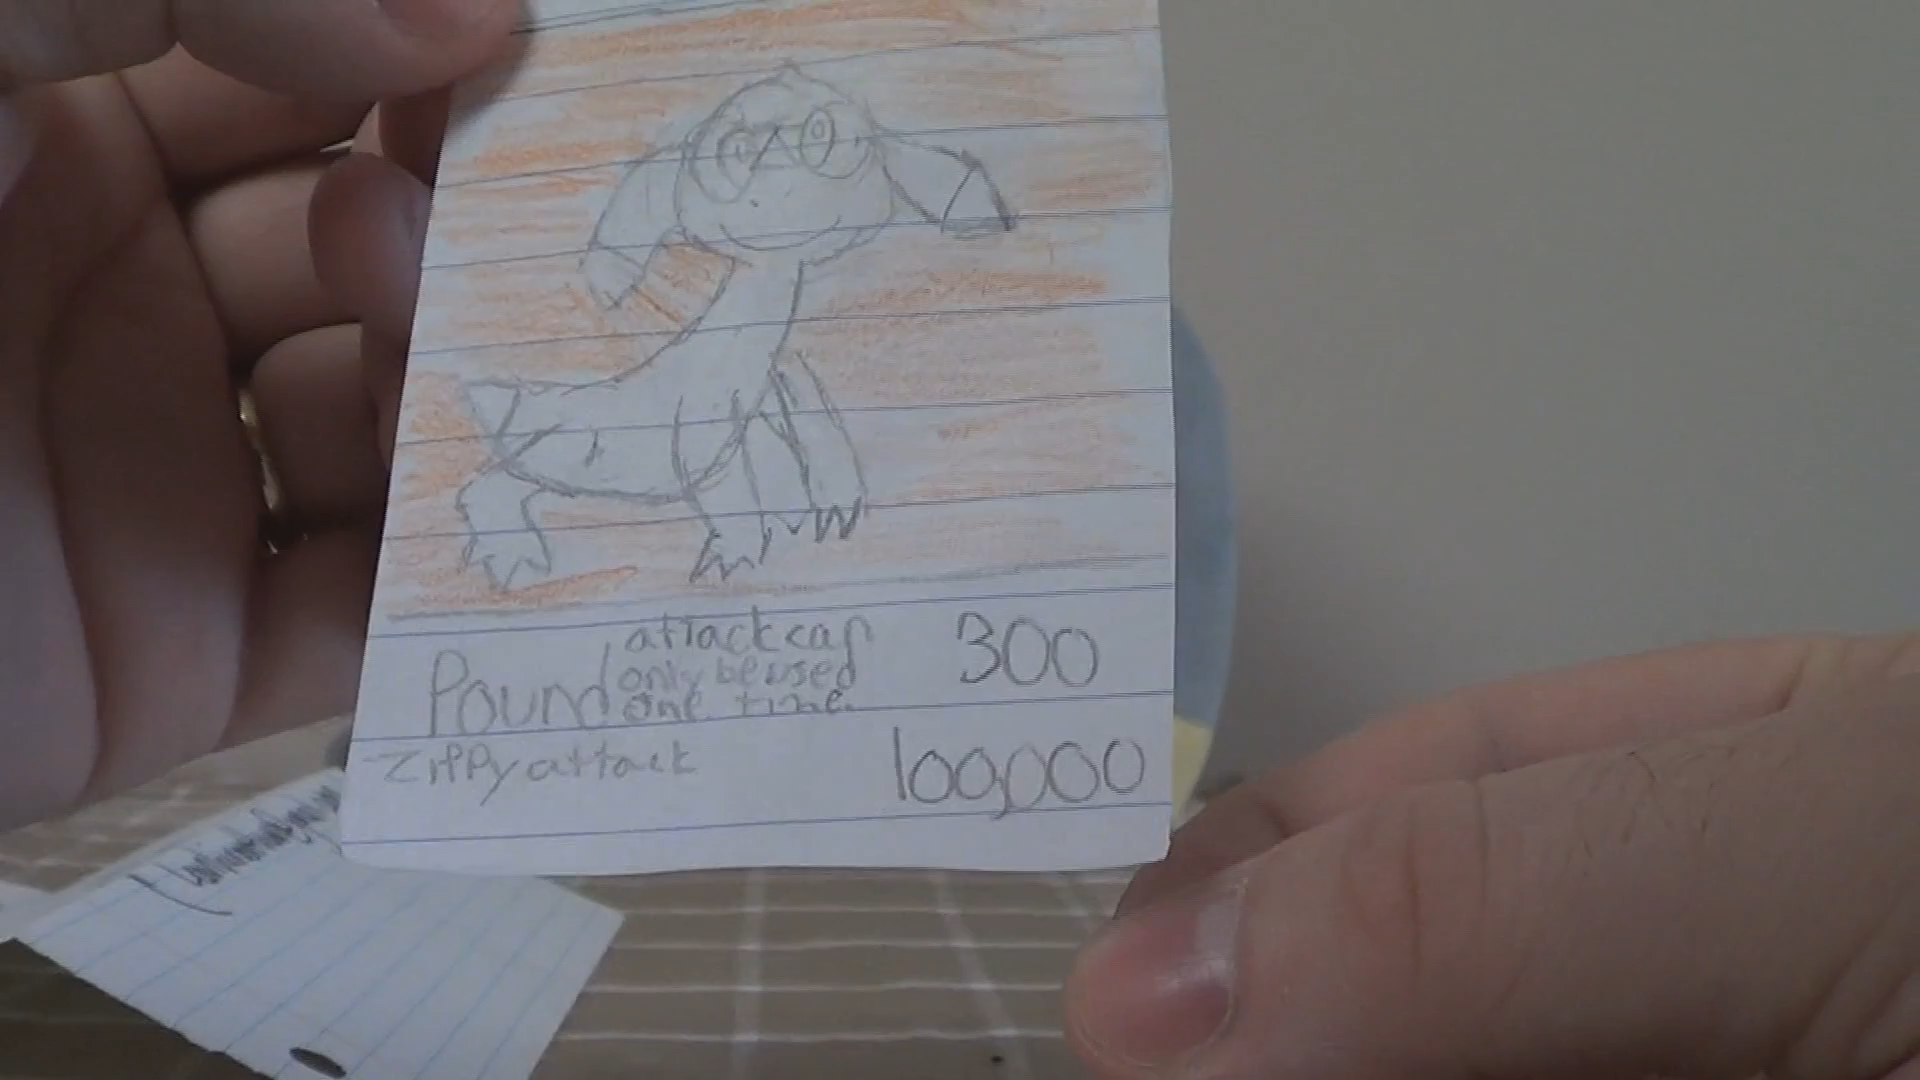 attack can
only be used
one time.
Pound 300
Zippy attack 100,000